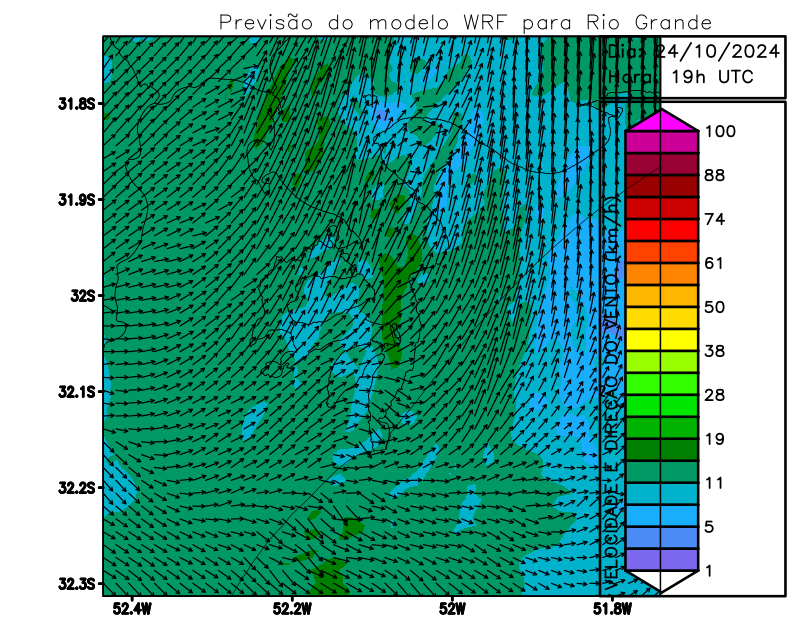 Previsão do modelo WRF para Rio Grande
Dia: 24/10/2024
Hora: 19h UTC
31.8S
31.9S
32S
32.1S
32.2S
32.3S
52.4W
52.2W
52W
51.8W
VELOCIDADE E DIREÇÃO DO VENTO (km/h)
100
88
74
61
50
38
28
19
11
5
1